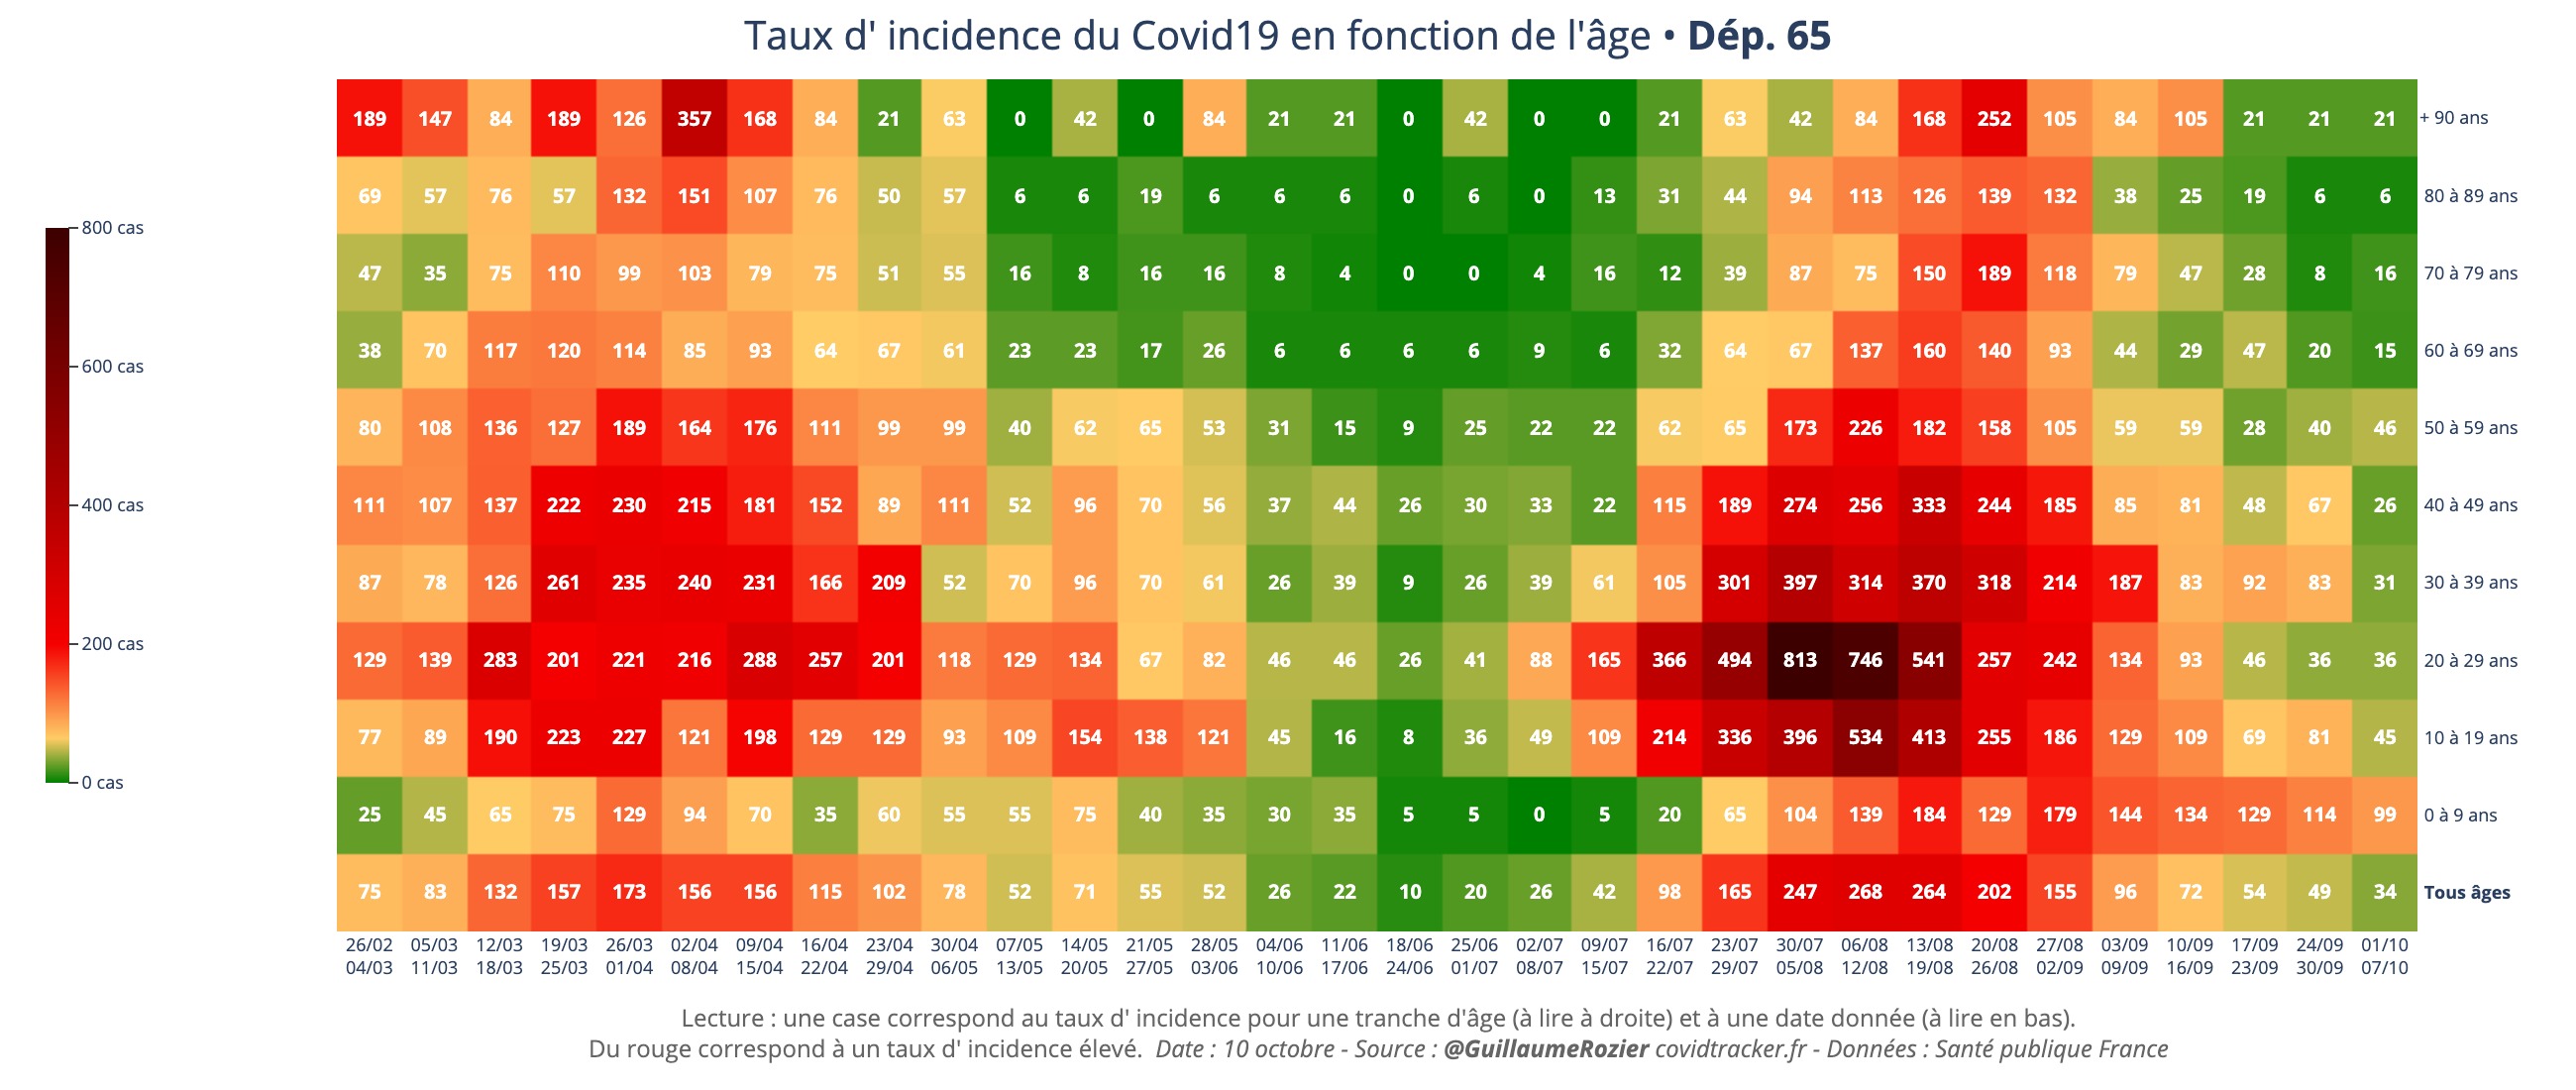 Taux d' incidence du Covid19 en fonction de l'âge • Dép. 65
189 147 84 189 126 357 168 84 21 63 0 42 0 84 21 21 0 42 0 0 21 63 42 84 168 252 105 84 105 21 21 21 + 90 ans
69 57 76 57 132 151 107 76 50 57 6 6 19 6 6 6 0 6 0 13 31 44 94 113 126 139 132 38 25 19 6 6 80 à 89 ans
800 cas
47 35 75 110 99 103 79 75 51 55 16 8 16 16 8 4 0 0 4 16 12 39 87 75 150 189 118 79 47 28 8 16 70 à 79 ans
38 70 117 120 114 85 93 64 67 61 23 23 17 26 6 6 6 6 9 6 32 64 67 137 160 140 93 44 29 47 20 15 60 à 69 ans
600 cas
80 108 136 127 189 164 176 111 99 99 40 62 65 53 31 15 9 25 22 22 62 65 173 226 182 158 105 59 59 28 40 46 50 à 59 ans
400 cas
111 107 137 222 230 215 181 152 89 111 52 96 70 56 37 44 26 30 33 22 115 189 274 256 333 244 185 85 81 48 67 26 40 à 49 ans
87 78 126 261 235 240 231 166 209 52 70 96 70 61 26 39 9 26 39 61 105 301 397 314 370 318 214 187 83 92 83 31 30 à 39 ans
200 cas
129 139 283 201 221 216 288 257 201 118 129 134 67 82 46 46 26 41 88 165 366 494 813 746 541 257 242 134 93 46 36 36 20 à 29 ans
77 89 190 223 227 121 198 129 129 93 109 154 138 121 45 16 8 36 49 109 214 336 396 534 413 255 186 129 109 69 81 45 10 à 19 ans
0 cas
25 45 65 75 129 94 70 35 60 55 55 75 40 35 30 35 5 5 0 5 20 65 104 139 184 129 179 144 134 129 114 99 0 à 9 ans
75 83 132 157 173 156 156 115 102 78 52 71 55 52 26 22 10 20 26 42 98 165 247 268 264 202 155 96 72 54 49 34 Tous âges
26/02 05/03 12/03 19/03 26/03 02/04 09/04 16/04 23/04 30/04 07/05 14/05 21/05 28/05 04/06 11/06 18/06 25/06 02/07 09/07 16/07 23/07 30/07 06/08 13/08 20/08 27/08 03/09 10/09 17/09 24/09 01/10
04/03 11/03 18/03 25/03 01/04 08/04 15/04 22/04 29/04 06/05 13/05 20/05 27/05 03/06 10/06 17/06 24/06 01/07 08/07 15/07 22/07 29/07 05/08 12/08 19/08 26/08 02/09 09/09 16/09 23/09 30/09 07/10
Lecture : une case correspond au taux d' incidence pour une tranche d'âge (à lire à droite) et à une date donnée (à lire en bas).
Du rouge correspond à un taux d' incidence élevé. Date : 10 octobre - Source : @GuillaumeRozier covidtracker.fr - Données : Santé publique France